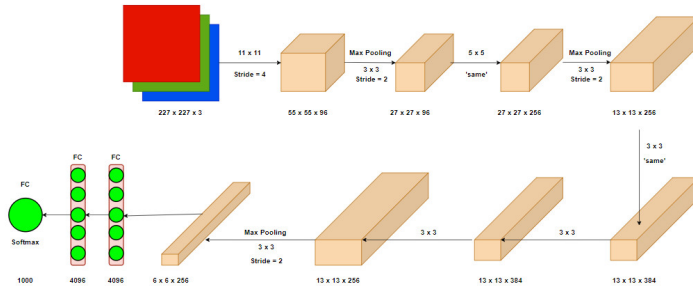 11 x 11
Stride = 4
Max Pooling
3 x 3
Stride = 2
5 x 5
'same'
Max Pooling
3 x 3
Stride = 2
227 x 227 x 3
55 x 55 x 96
27 x 27 x 96
27 x 27 x 256
13 x 13 x 256
3 x 3
'same'
FC
FC
FC
Softmax
Max Pooling
3 x 3
Stride = 2
3 x 3
3 x 3
1000
4096
4096
6 x 6 x 256
13 x 13 x 256
13 x 13 x 384
13 x 13 x 384